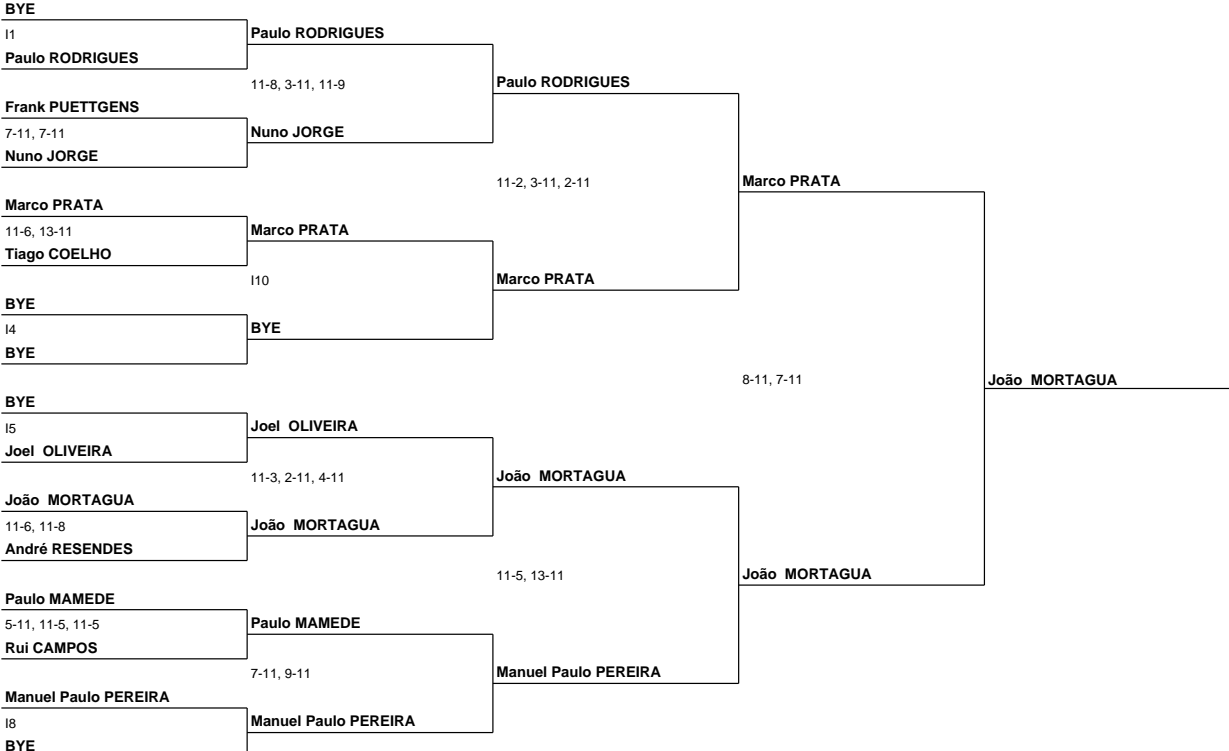 BYE
I1
Paulo RODRIGUES
Paulo RODRIGUES
11-8, 3-11, 11-9
Paulo RODRIGUES
Frank PUETTGENS
7-11, 7-11
Nuno JORGE
Nuno JORGE
11-2, 3-11, 2-11
Marco PRATA
Marco PRATA
11-6, 13-11
Tiago COELHO
Marco PRATA
I10
Marco PRATA
BYE
I4
BYE
BYE
8-11, 7-11
João  MORTAGUA
BYE
I5
Joel  OLIVEIRA
Joel  OLIVEIRA
11-3, 2-11, 4-11
João  MORTAGUA
João  MORTAGUA
11-6, 11-8
André RESENDES
João  MORTAGUA
11-5, 13-11
João  MORTAGUA
Paulo MAMEDE
5-11, 11-5, 11-5
Rui CAMPOS
Paulo MAMEDE
7-11, 9-11
Manuel Paulo PEREIRA
Manuel Paulo PEREIRA
I8
BYE
Manuel Paulo PEREIRA